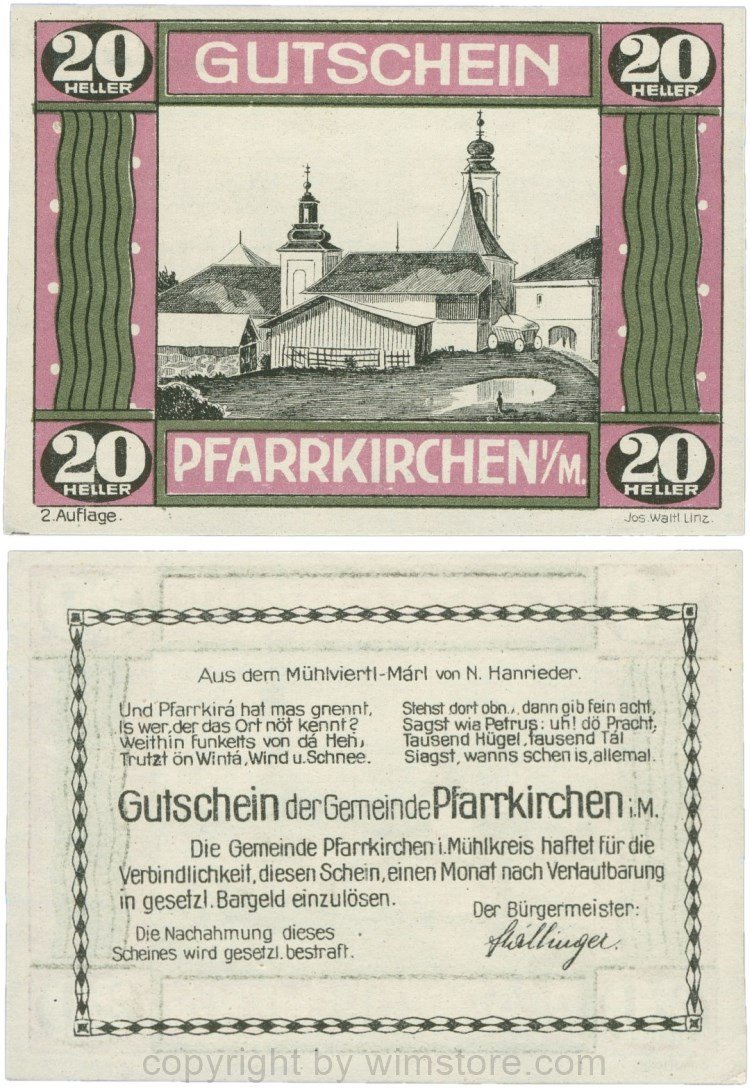 20 HELLER
GUTSCHEIN
20 HELLER
20 HELLER
PFARRKIRCHEN I/M.
20 HELLER
2. Auflage.
Jos. Waltl Linz.
Aus dem Mühlviertl-Márl von N. Hanrieder.
Und Pfarrkirá hat mas gnennt,
Is wer, der das Ort nöt kennt?
Weithin funkelts von dá Heh,
Trutzt ön Wintá, Wind u. Schnee.
Stehst dort obn., dann gib fein acht,
Sagst wia Petrus: uh! dö Pracht,
Tausend Hügel, tausend Tál
Siagst, wanns schen is, allemal.
Gutschein der Gemeinde Pfarrkirchen i.M.
Die Gemeinde Pfarrkirchen i. Mühlkreis haftet für die
Verbindlichkeit, diesen Schein, einen Monat nach Verlautbarung
in gesetzl. Bargeld einzulösen.
Der Bürgermeister:
Die Nachahmung dieses
Scheines wird gesetzl. bestraft.
copyright by wimstore.com